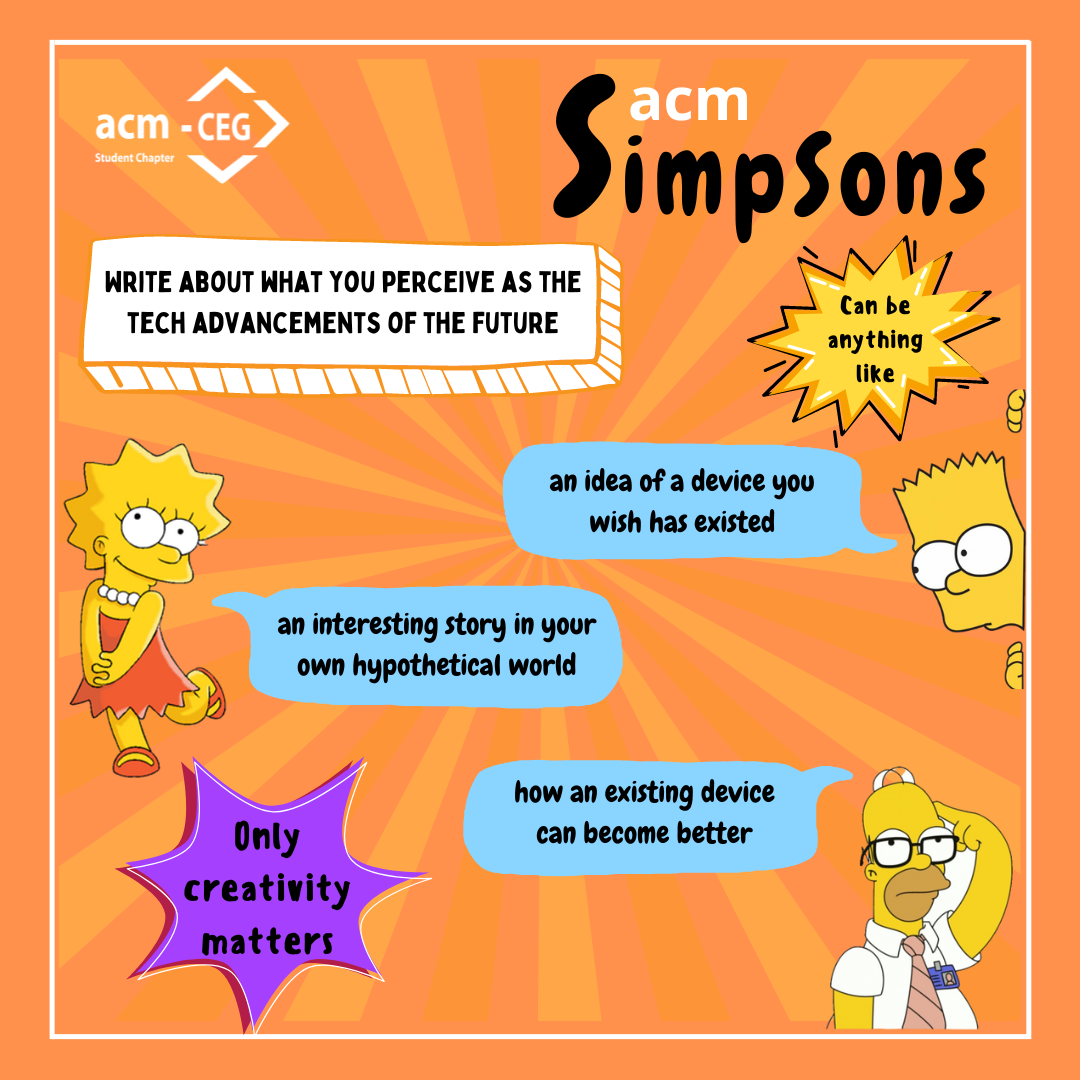 acm - CEG
Student Chapter
acm
Simpsons
WRITE ABOUT WHAT YOU PERCEIVE AS THE
TECH ADVANCEMENTS OF THE FUTURE
Can be
anything
like
an idea of a device you
wish has existed
an interesting story in your
own hypothetical world
how an existing device
can become better
Only
creativity
matters